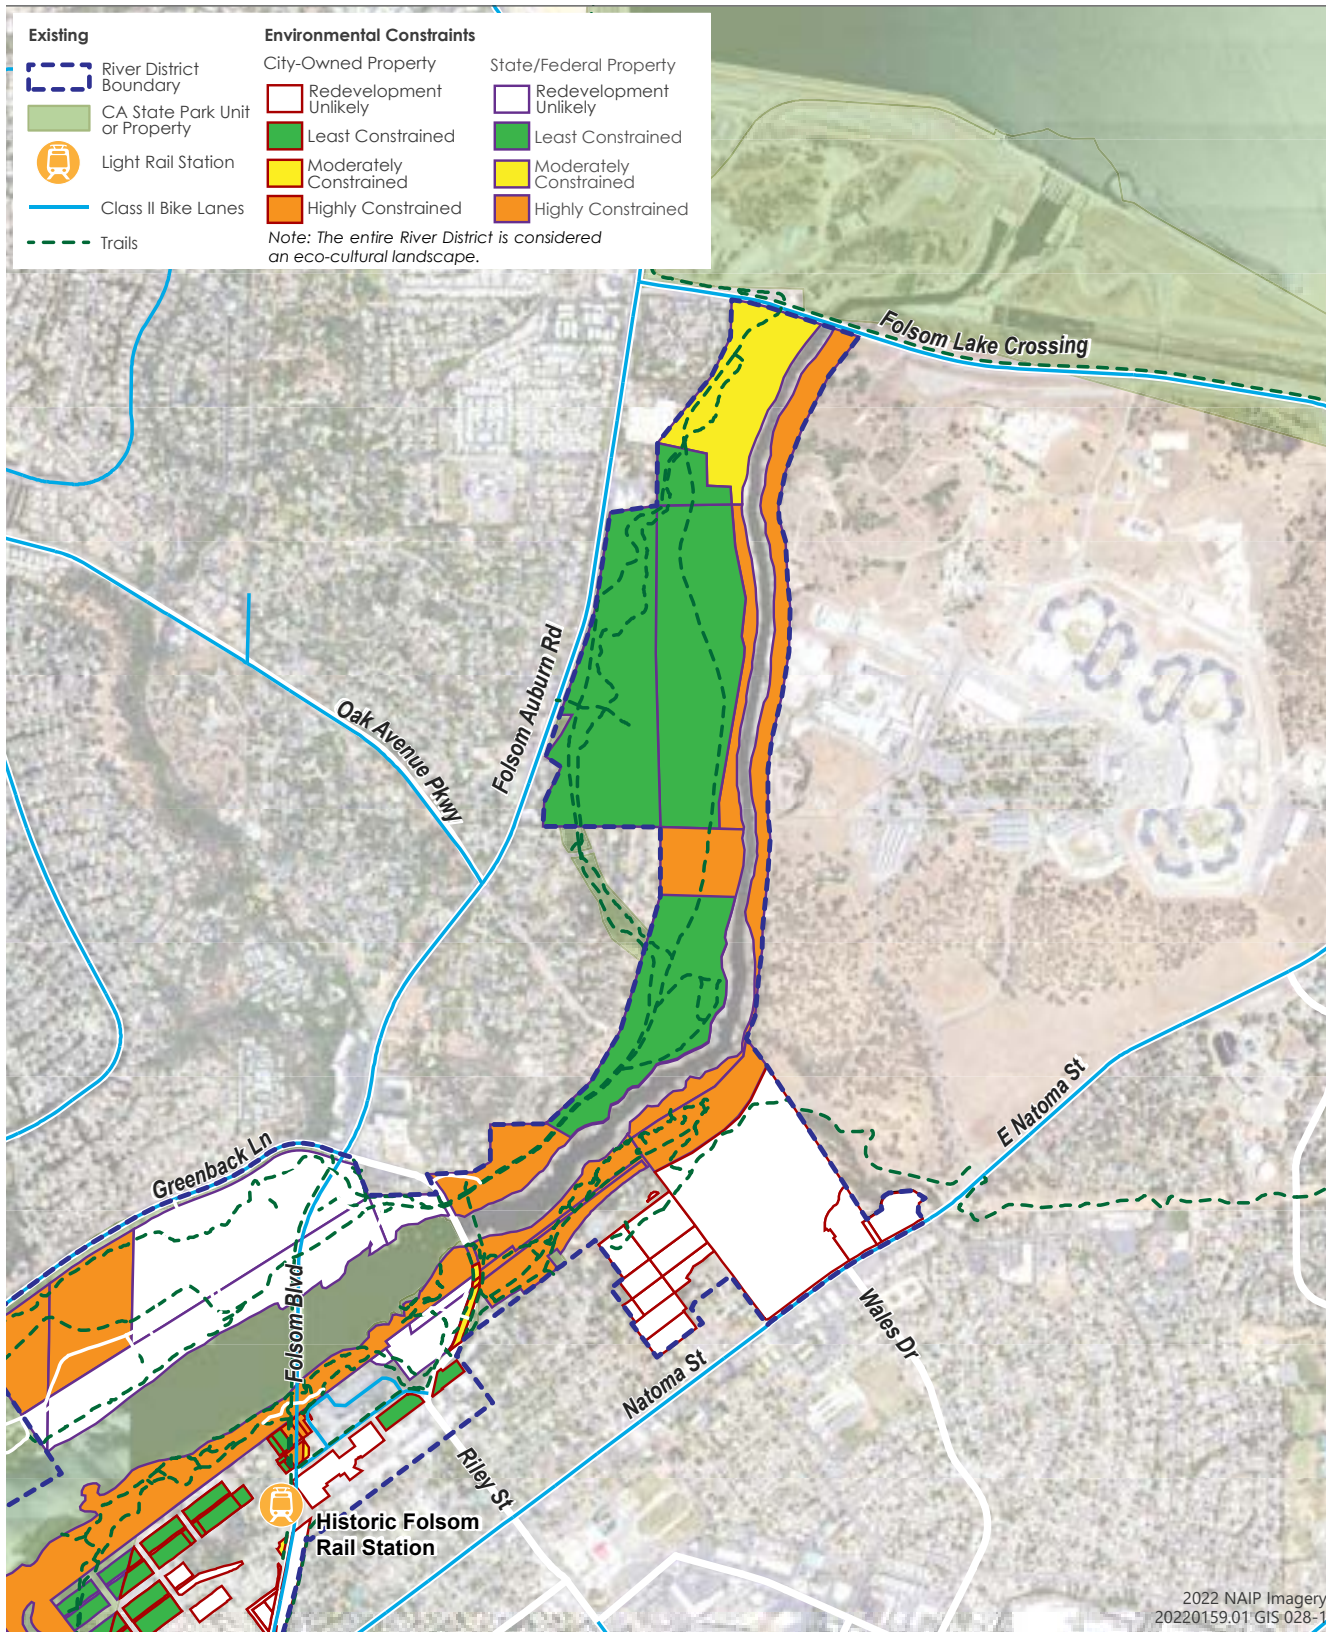 Existing
River District
Boundary
CA State Park Unit
or Property
Light Rail Station
Class II Bike Lanes
Trails
Environmental Constraints
City-Owned Property
Redevelopment
Unlikely
Least Constrained
Moderately
Constrained
Highly Constrained
State/Federal Property
Redevelopment
Unlikely
Least Constrained
Moderately
Constrained
Highly Constrained
Note: The entire River District is considered
an eco-cultural landscape.
Folsom Lake Crossing
Folsom Auburn Rd
Oak Avenue Pkwy
E Natoma St
Greenback Ln
Folsom Blvd
Wales Dr
Natoma St
Riley St
Historic Folsom
Rail Station
2022 NAIP Imagery
20220159.01 GIS 028-1